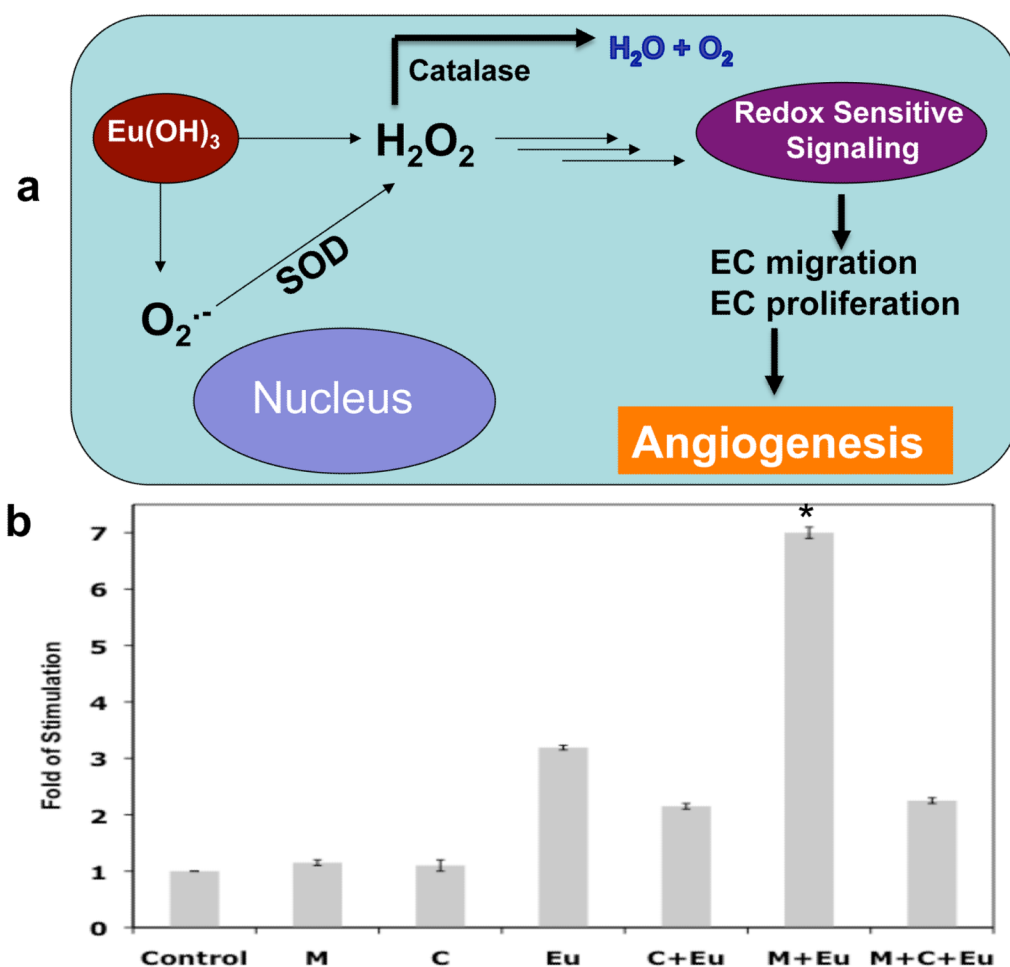 a
Eu(OH)₃
H₂O₂
Catalase
H₂O + O₂
Redox Sensitive
Signaling
SOD
O₂·-
EC migration
EC proliferation
Nucleus
Angiogenesis
b
*
Fold of Stimulation
7
6
5
4
3
2
1
0
Control M C Eu C+Eu M+Eu M+C+Eu